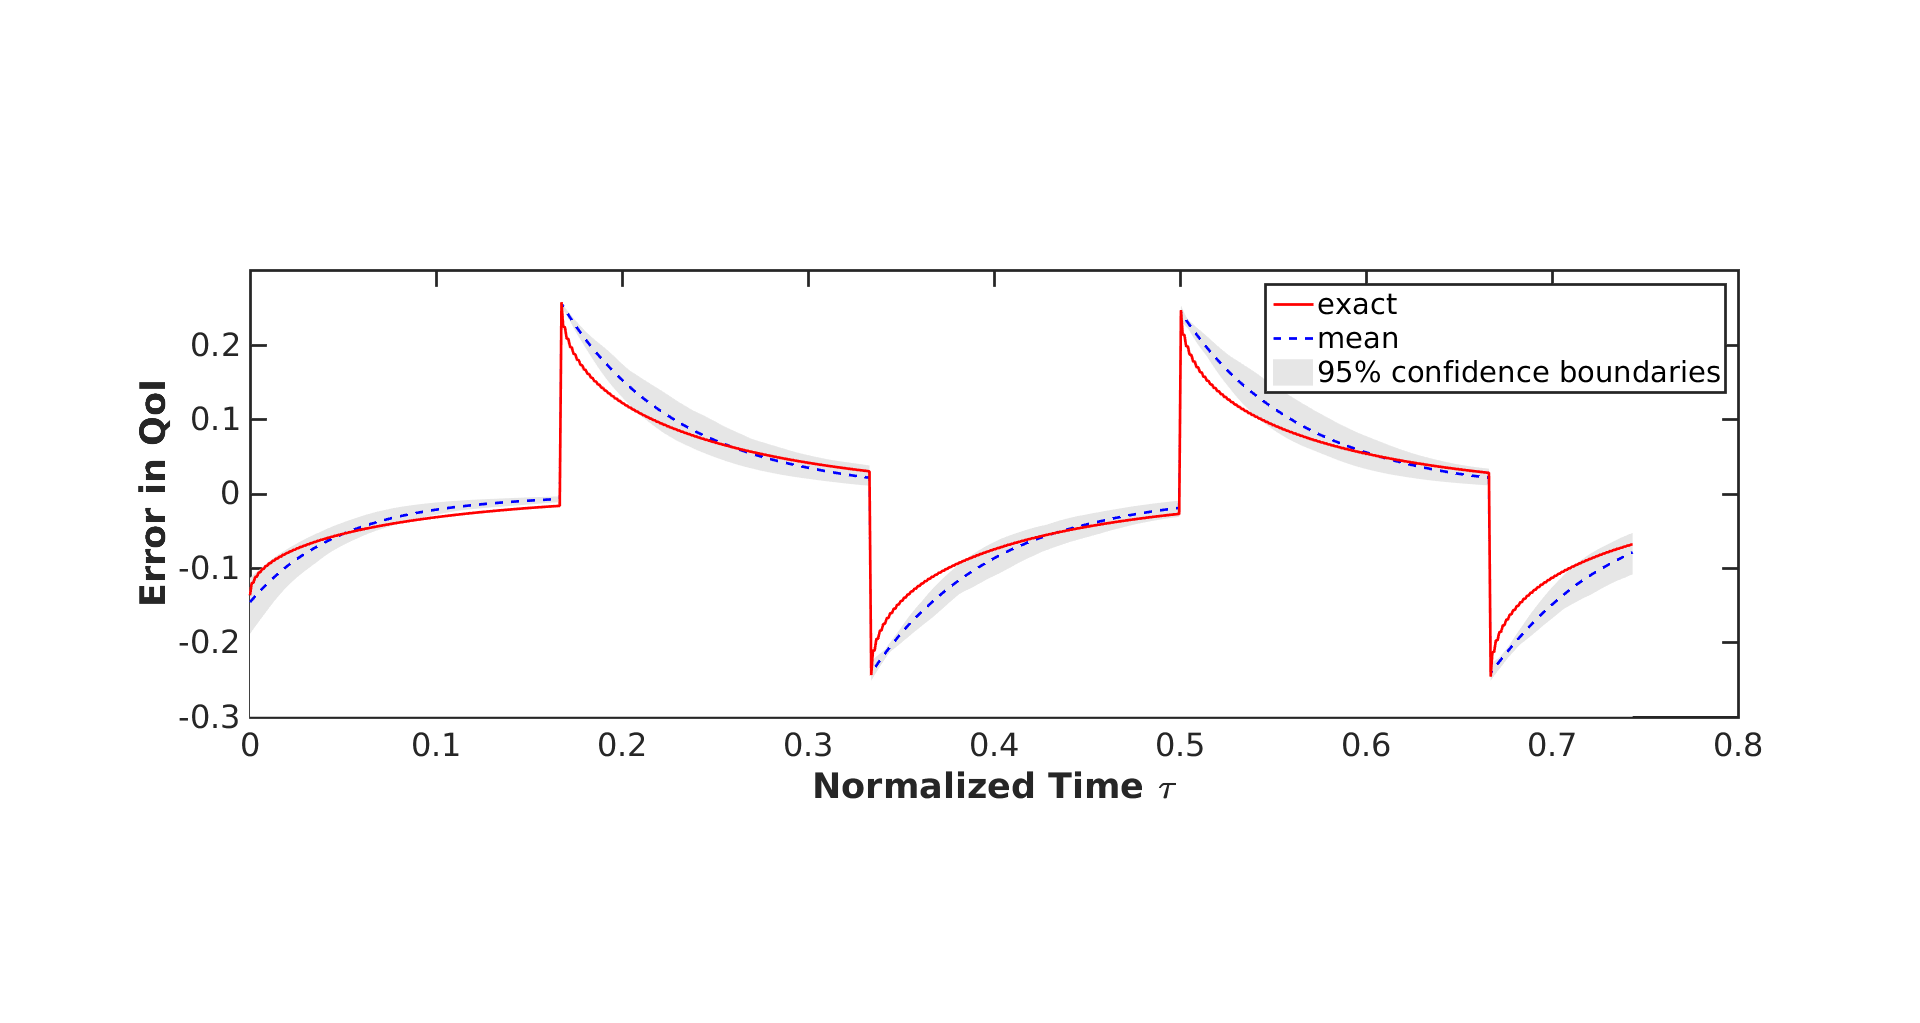 exact
mean
95% confidence boundaries
Error in QoI
0.2
0.1
0
-0.1
-0.2
-0.3
0 0.1 0.2 0.3 0.4 0.5 0.6 0.7 0.8
Normalized Time τ